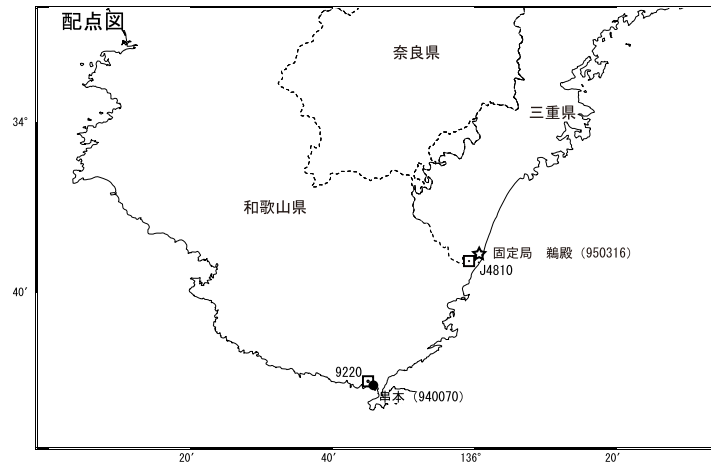 配点図
奈良県
34°
三重県
和歌山県
固定局 鵜殿（950316）
J4810
40′
9220
串本（940070）
20′ 40′ 136° 20′